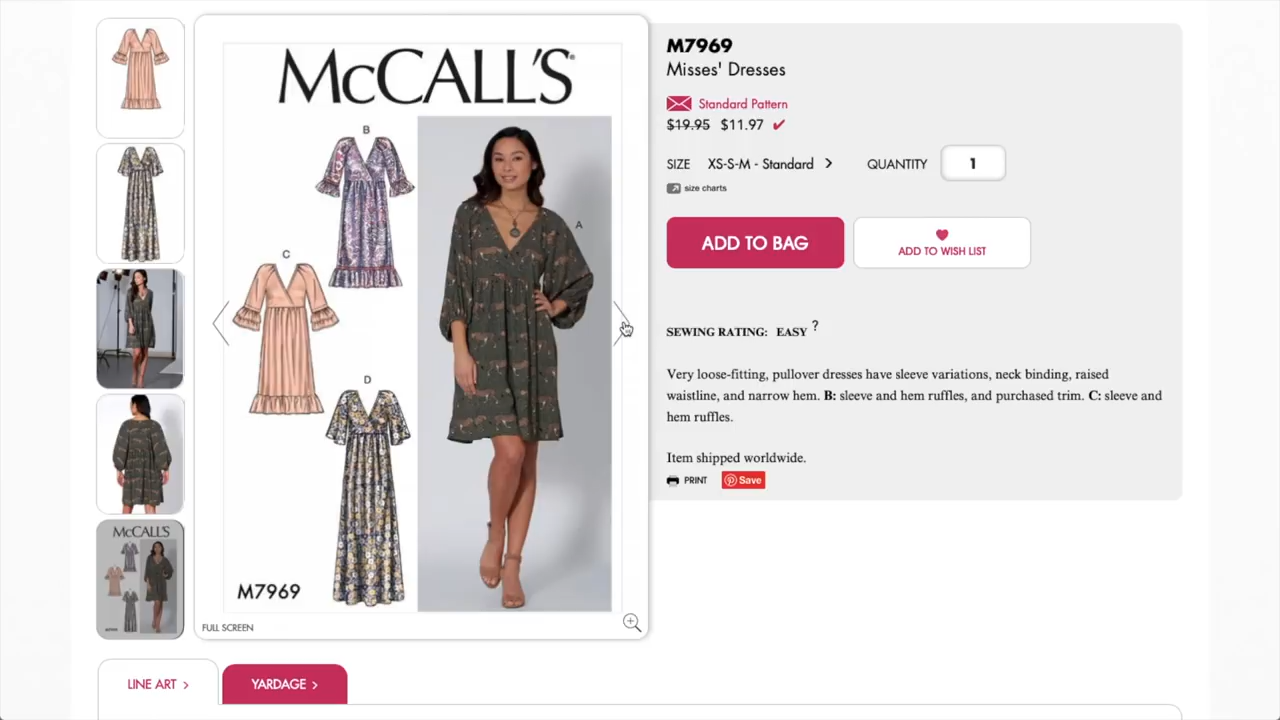 McCALL'S®
B
A
C
D
M7969
FULL SCREEN
McCALL'S
M7969
Misses' Dresses
Standard Pattern
$19.95 $11.97
SIZE XS-S-M - Standard > QUANTITY 1
size charts
ADD TO BAG
ADD TO WISH LIST
SEWING RATING: EASY ?
Very loose-fitting, pullover dresses have sleeve variations, neck binding, raised
waistline, and narrow hem. B: sleeve and hem ruffles, and purchased trim. C: sleeve and
hem ruffles.
Item shipped worldwide.
PRINT Save
LINE ART > YARDAGE >